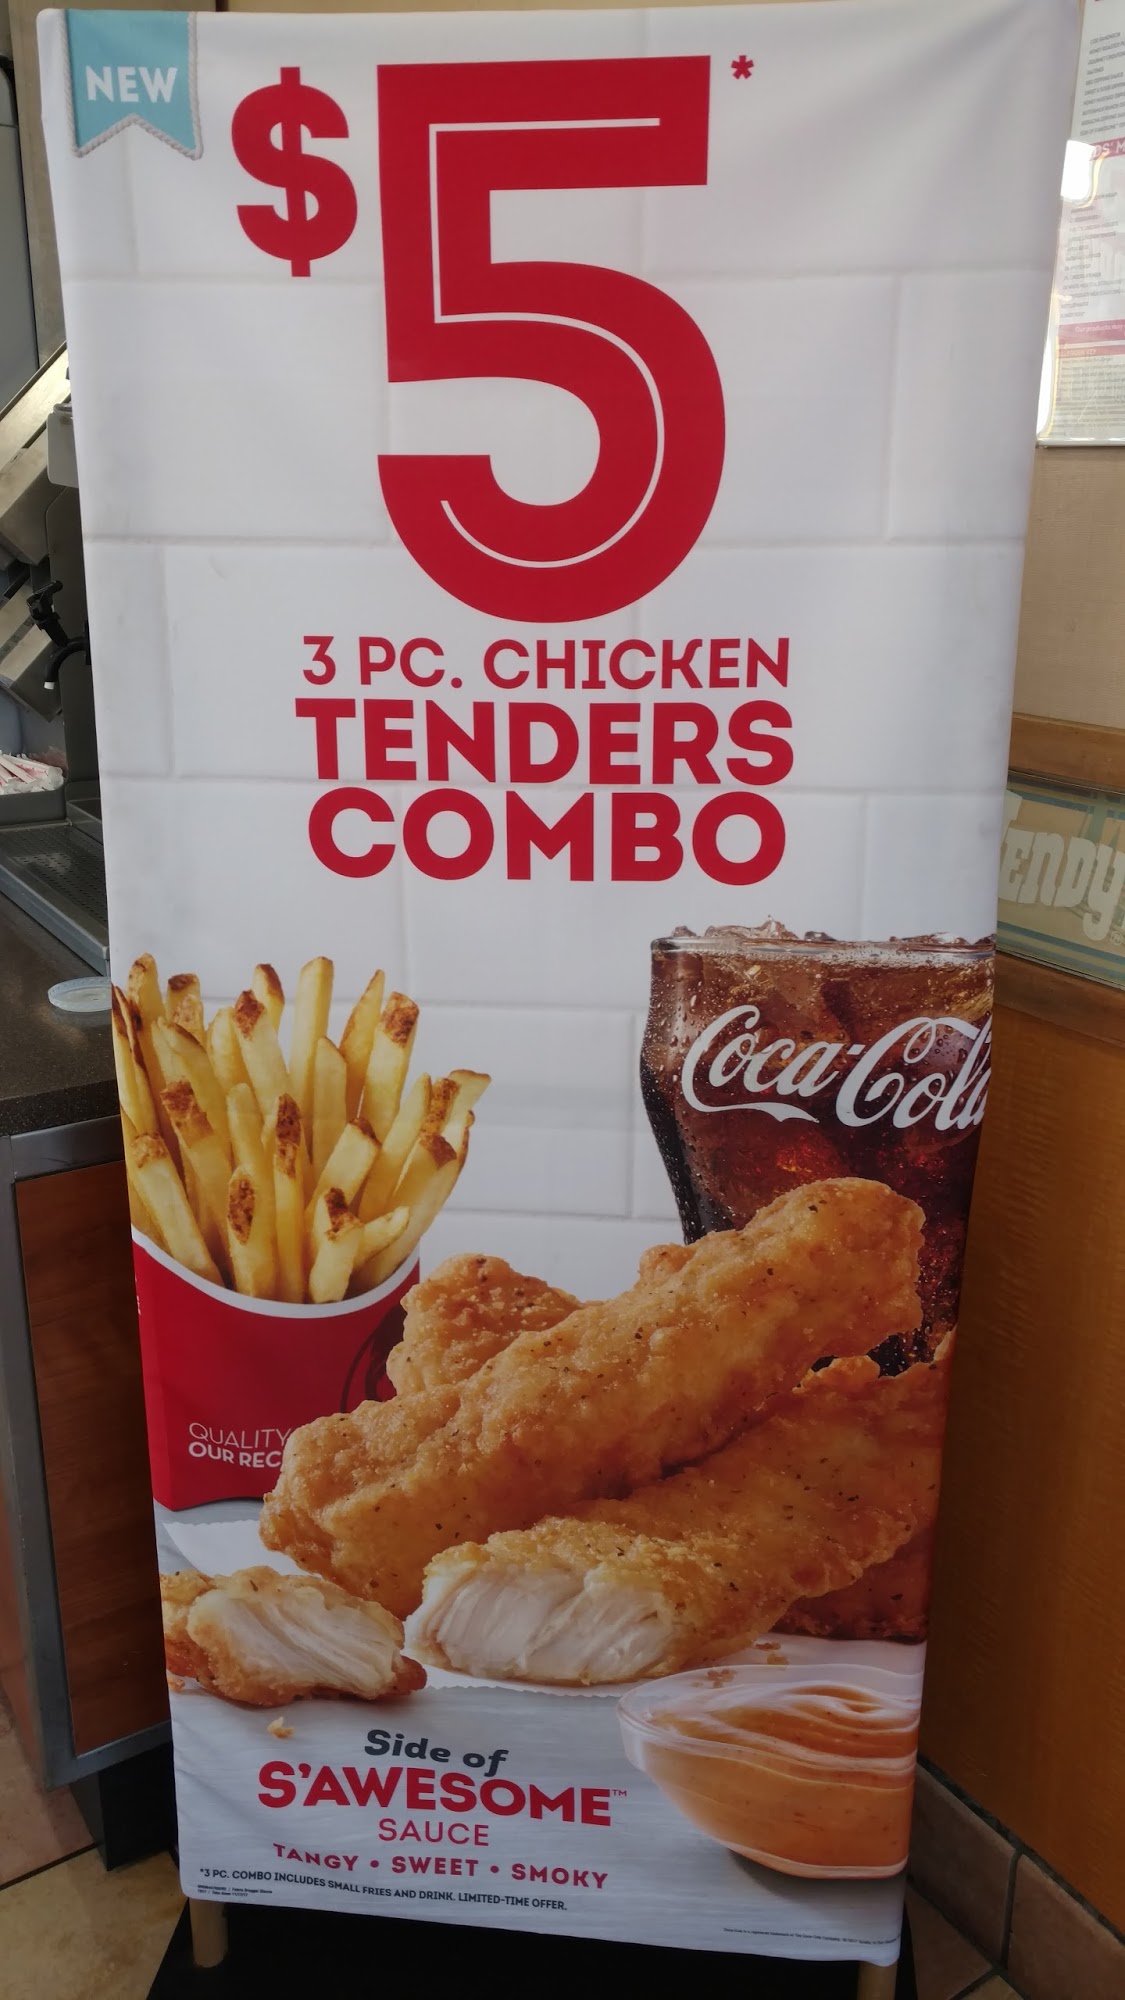 NEW
$5*
3 PC. CHICKEN
TENDERS
COMBO
Coca-Cola
QUALITY
OUR REC
Side of
S'AWESOME™
SAUCE
TANGY • SWEET • SMOKY
*3 PC. COMBO INCLUDES SMALL FRIES AND DRINK. LIMITED-TIME OFFER.